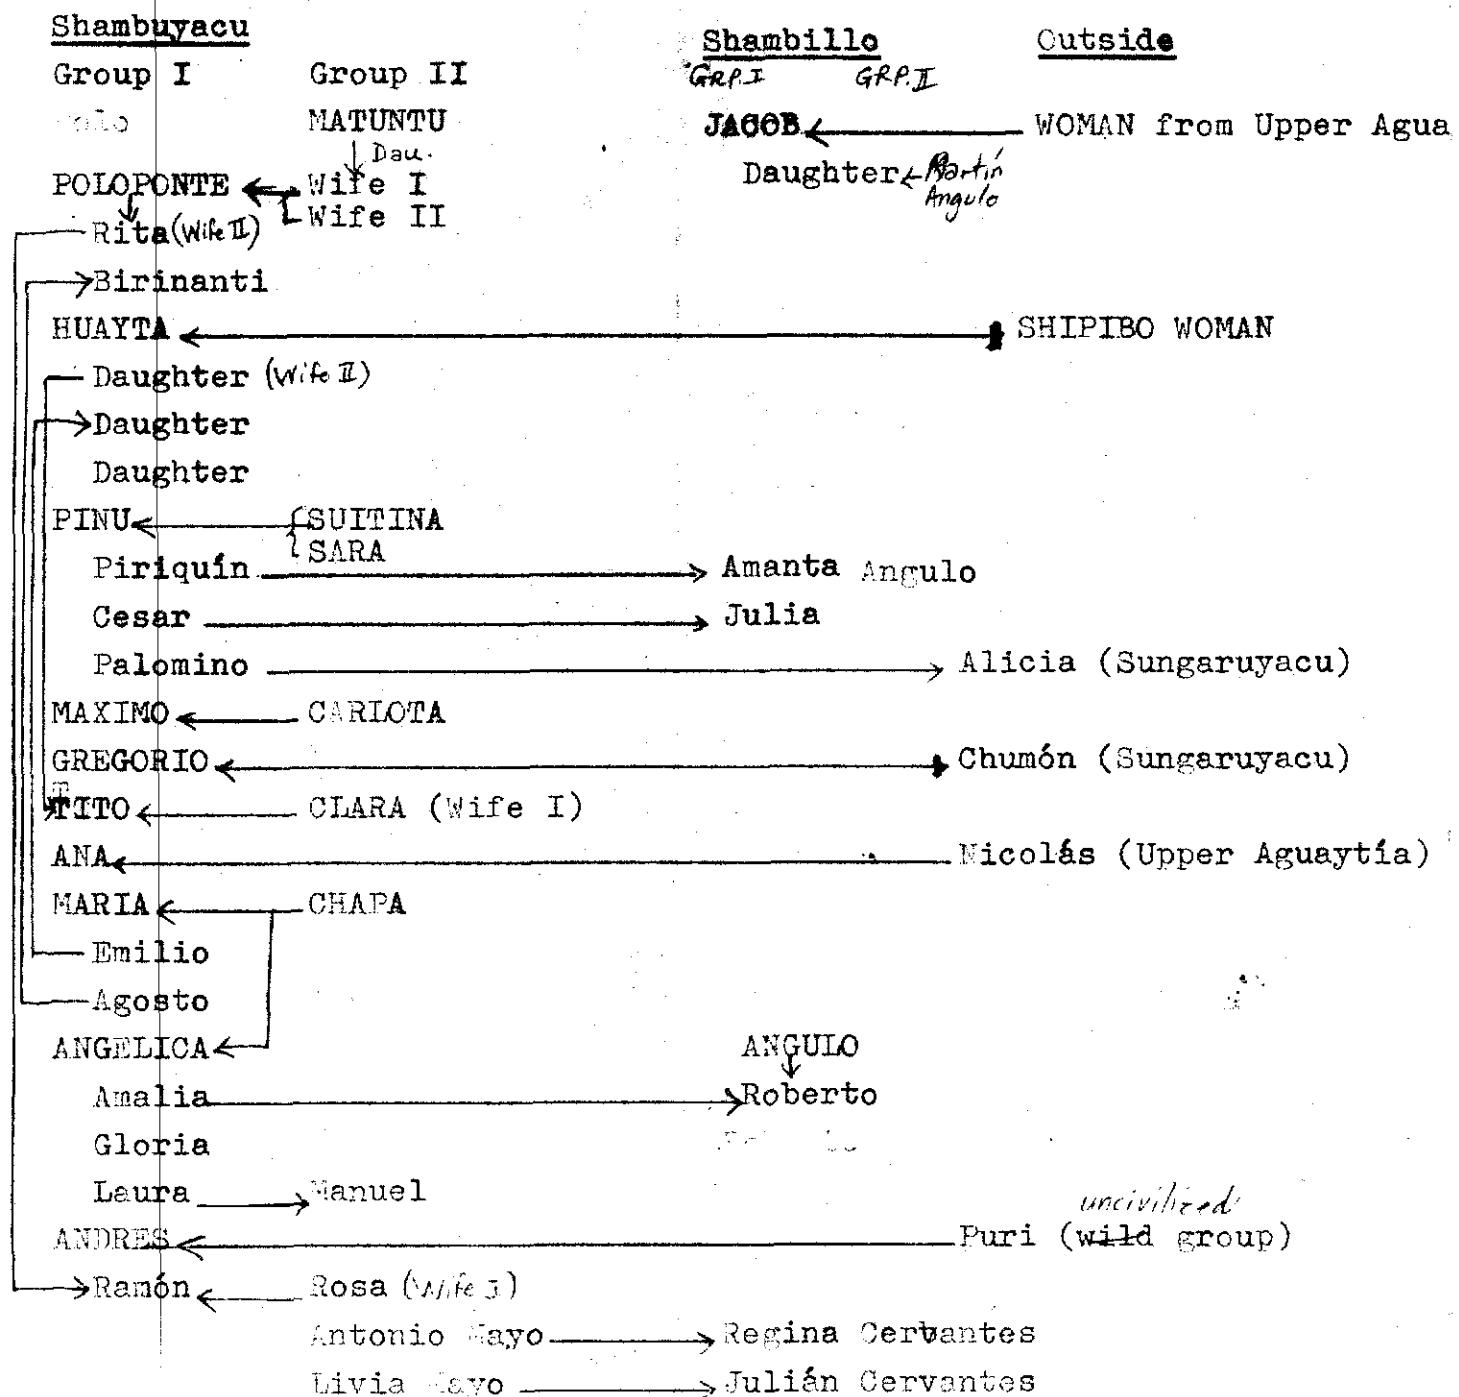 Shambuyacu Shambillo Outside
Group I Group II GRP.I GRP.II
MATUNTU JACOB WOMAN from Upper Agua
Dau. Daughter Martín
POLOPONTE Wife I Angulo
Wife II
Rita (Wife II)
Birinanti
HUAYTA SHIPIBO WOMAN
Daughter (Wife II)
Daughter
Daughter
PINU SUITINA
SARA
Piriquín Amanta Angulo
Cesar Julia
Palomino Alicia (Sungaruyacu)
MAXIMO CARLOTA
GREGORIO Chumón (Sungaruyacu)
TITO CLARA (Wife I)
ANA Nicolás (Upper Aguaytía)
MARIA CHAPA
Emilio
Agosto
ANGELICA ANGULO
Amalia Roberto
Gloria
Laura Manuel
uncivilized
ANDRES Puri (wild group)
Ramón Rosa (Wife I)
Antonio Mayo Regina Cervantes
Livia Mayo Julián Cervantes